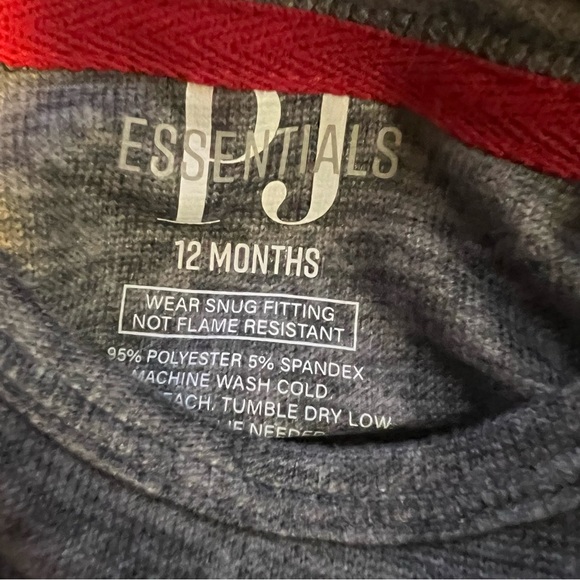 PJ
ESSENTIALS
12 MONTHS
WEAR SNUG FITTING
NOT FLAME RESISTANT
95% POLYESTER 5% SPANDEX
MACHINE WASH COLD.
TUMBLE DRY LOW
NEEDED